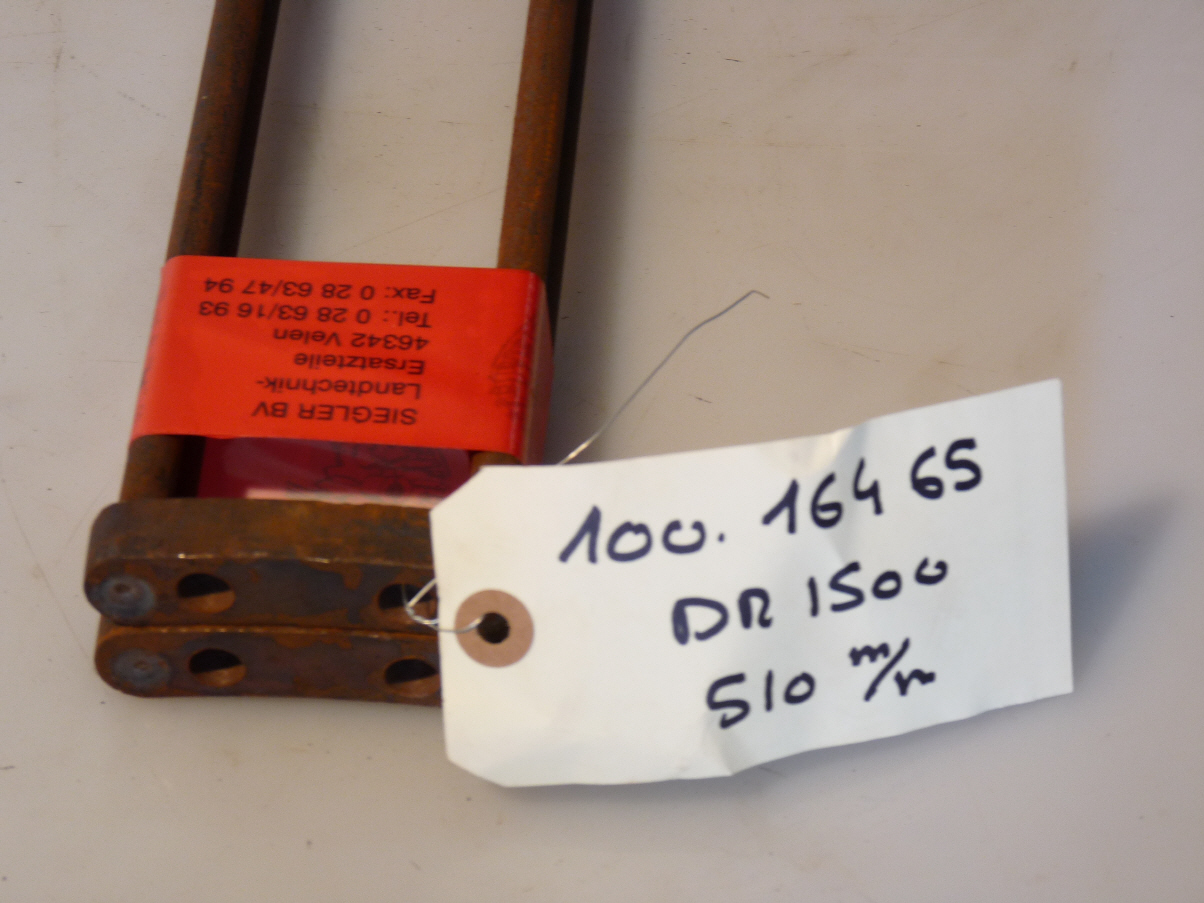 SIEGLER BV
Landtechnik-
Ersatzteile
46342 Velen
Tel.: 0 28 63/16 93
Fax: 0 28 63/47 94
100. 164 65
DR 1500
510 m/m